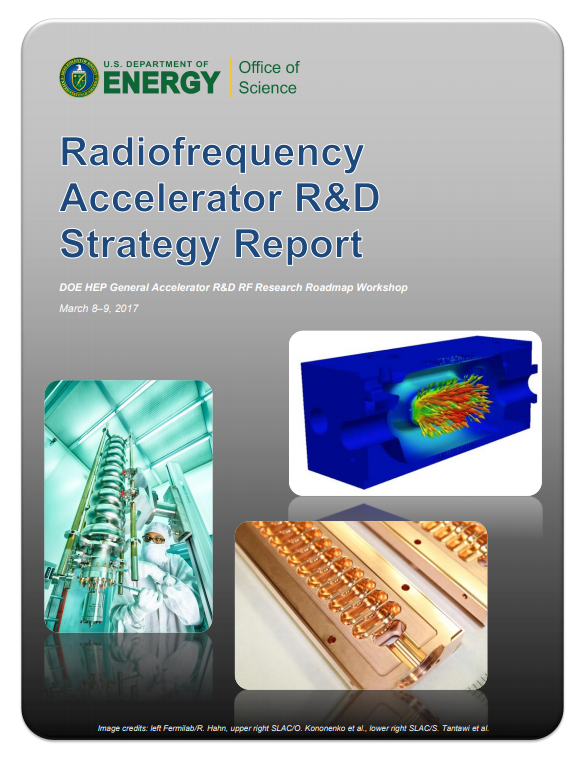 U.S. DEPARTMENT OF
ENERGY
Office of
Science
Radiofrequency
Accelerator R&D
Strategy Report
DOE HEP General Accelerator R&D RF Research Roadmap Workshop
March 8–9, 2017
Image credits: left Fermilab/R. Hahn, upper right SLAC/O. Kononenko et al., lower right SLAC/S. Tantawi et al.